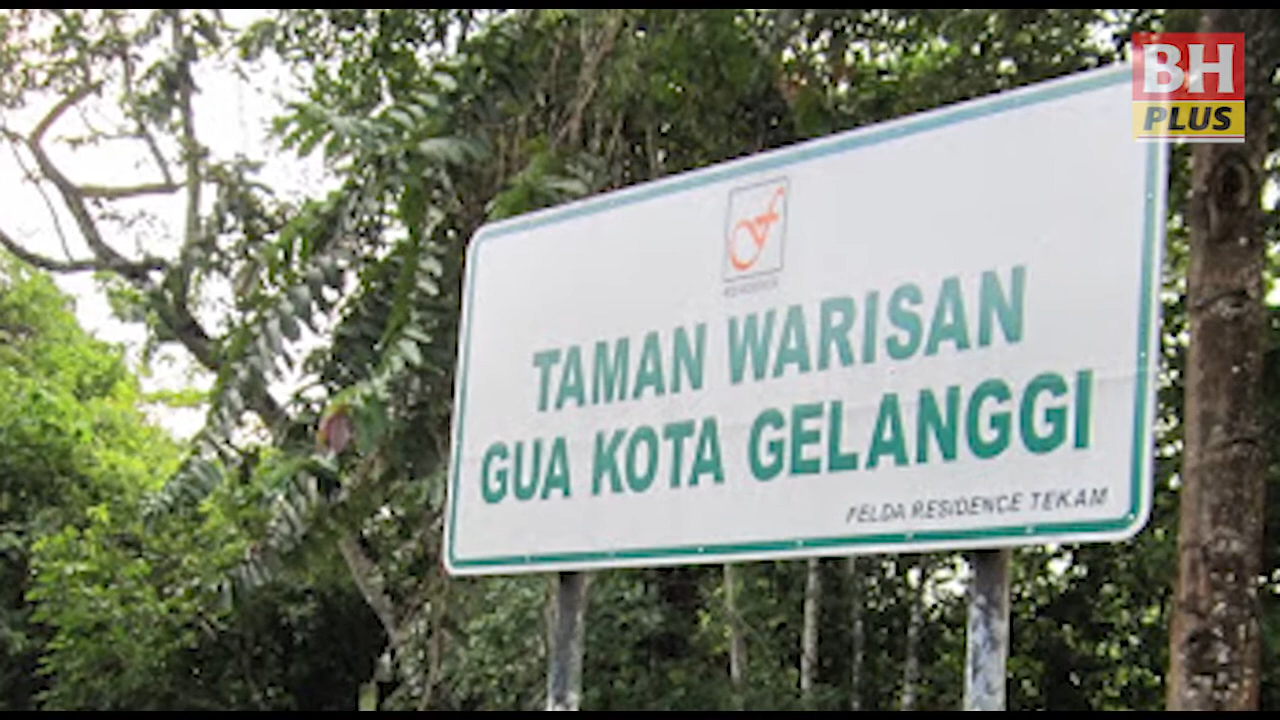 BH
PLUS
TAMAN WARISAN
GUA KOTA GELANGGI
FELDA RESIDENCE TEKAM